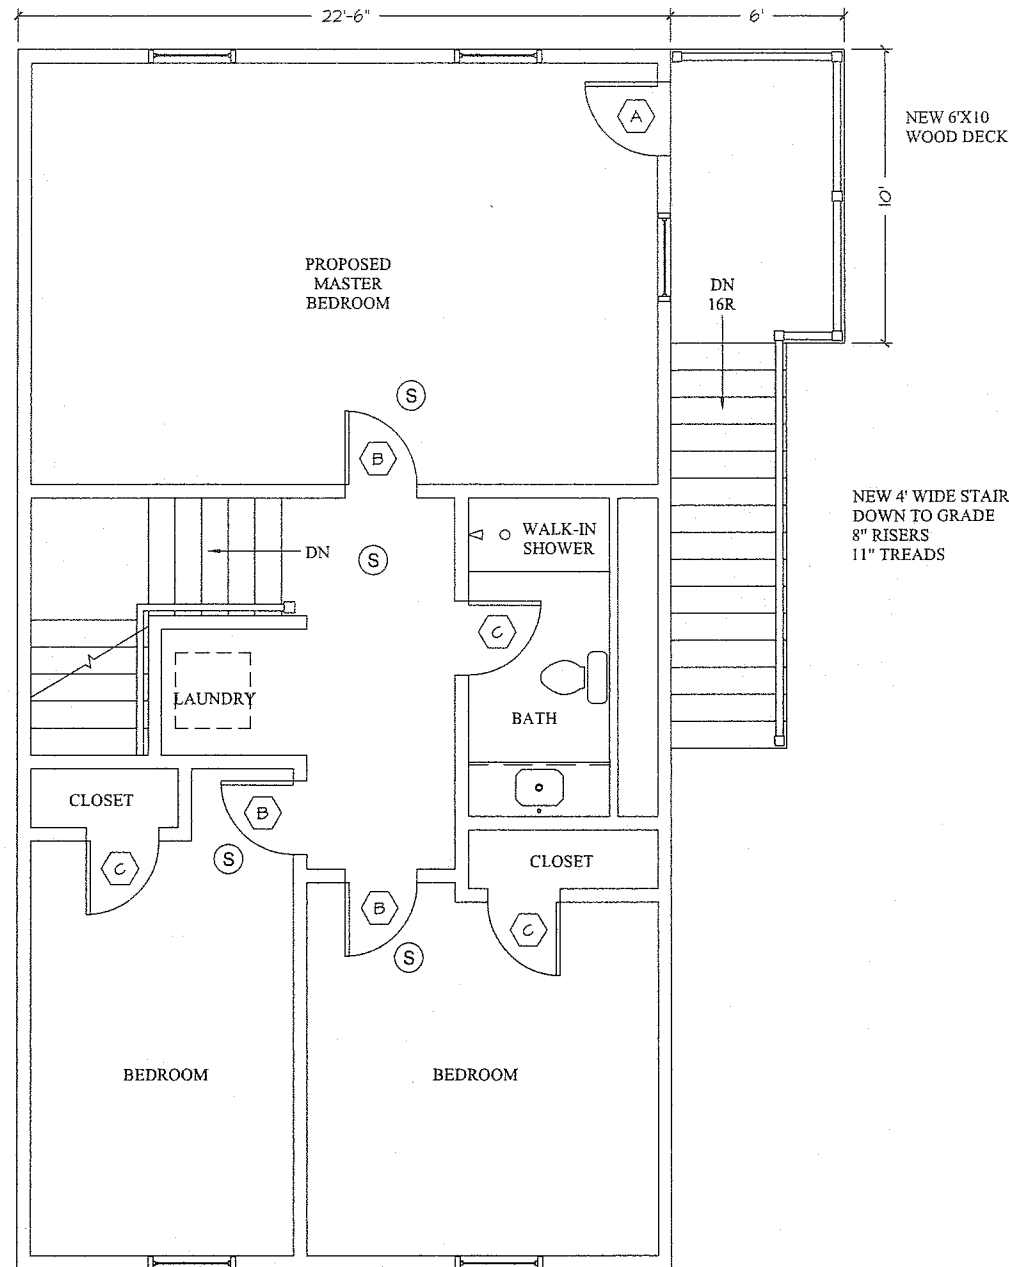 22'-6"
6'
A
NEW 6'X10
WOOD DECK
10'
PROPOSED
MASTER
BEDROOM
DN
16R
S
B
NEW 4' WIDE STAIR
DOWN TO GRADE
8" RISERS
11" TREADS
WALK-IN
SHOWER
DN
S
C
LAUNDRY
BATH
CLOSET
B
S
C
CLOSET
B
C
S
BEDROOM
BEDROOM